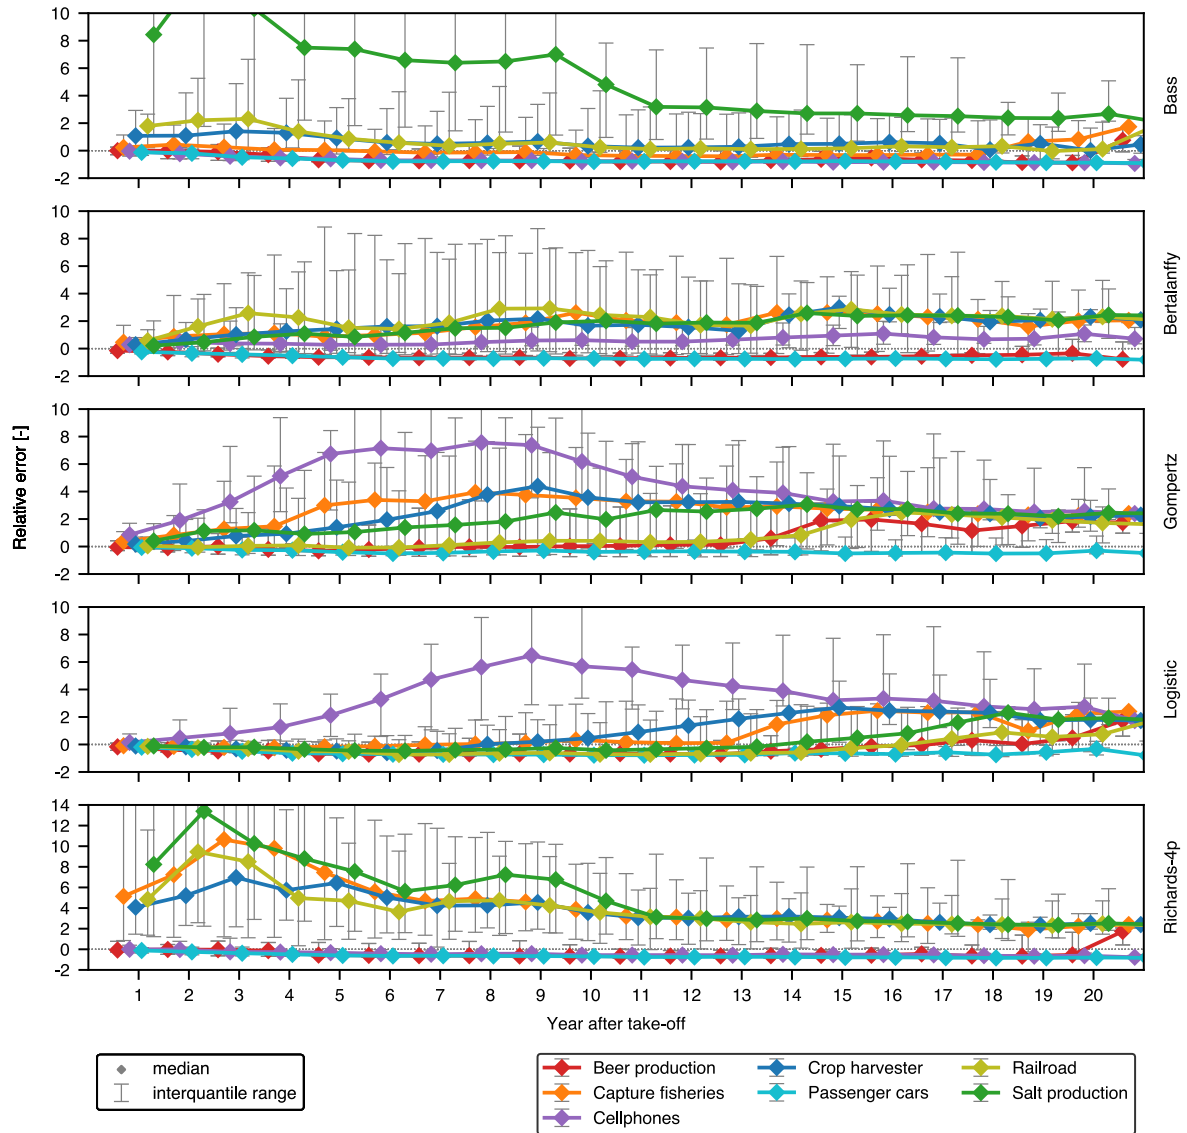 10
8
6
4
2
0
-2
Bass
10
8
6
4
2
0
-2
Bertalanffy
10
8
6
4
2
0
-2
Gompertz
Relative error [-]
10
8
6
4
2
0
-2
Logistic
14
12
10
8
6
4
2
0
-2
Richards-4p
1 2 3 4 5 6 7 8 9 10 11 12 13 14 15 16 17 18 19 20
Year after take-off
median
interquantile range
Beer production
Capture fisheries
Cellphones
Crop harvester
Passenger cars
Railroad
Salt production